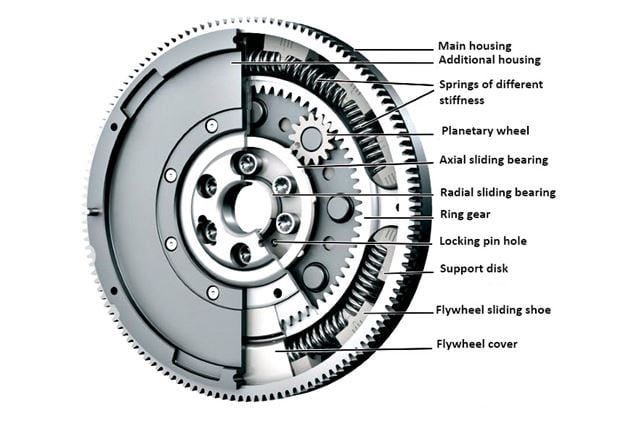 Main housing
Additional housing
Springs of different
stiffness
Planetary wheel
Axial sliding bearing
Radial sliding bearing
Ring gear
Locking pin hole
Support disk
Flywheel sliding shoe
Flywheel cover